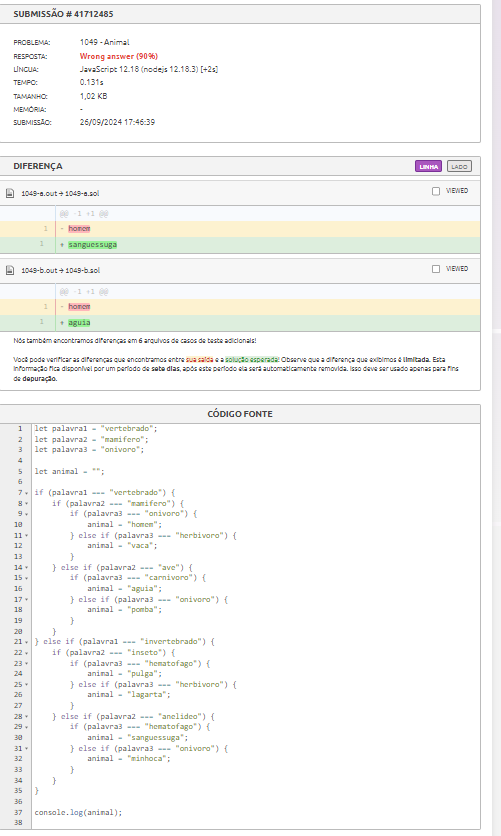 SUBMISSÃO # 41712485
PROBLEMA: 1049 - Animal
RESPOSTA: Wrong answer (90%)
LÍNGUA: JavaScript 12.18 (nodejs 12.18.3) [+2s]
TEMPO: 0.131s
TAMANHO: 1,02 KB
MEMÓRIA: -
SUBMISSÃO: 26/09/2024 17:46:39
DIFERENÇA LINHA LADO
1049-a.out → 1049-a.sol VIEWED
@@ -1 +1 @@
1 - homem
1 + sanguessuga
1049-b.out → 1049-b.sol VIEWED
@@ -1 +1 @@
1 - homem
1 + aguia
Nós também encontramos diferenças em 6 arquivos de casos de teste adicionais!
Você pode verificar as diferenças que encontramos entre sua saída e a solução esperada! Observe que a diferença que exibimos é limitada. Esta
informação fica disponível por um período de sete dias, após este período ela será automaticamente removida. Isso deve ser usado apenas para fins
de depuração.
CÓDIGO FONTE
1 let palavra1 = "vertebrado";
2 let palavra2 = "mamifero";
3 let palavra3 = "onivoro";
4
5 let animal = "";
6
7 if (palavra1 === "vertebrado") {
8 if (palavra2 === "mamifero") {
9 if (palavra3 === "onivoro") {
10 animal = "homem";
11 } else if (palavra3 === "herbivoro") {
12 animal = "vaca";
13 }
14 } else if (palavra2 === "ave") {
15 if (palavra3 === "carnivoro") {
16 animal = "aguia";
17 } else if (palavra3 === "onivoro") {
18 animal = "pomba";
19 }
20 }
21 } else if (palavra1 === "invertebrado") {
22 if (palavra2 === "inseto") {
23 if (palavra3 === "hematofago") {
24 animal = "pulga";
25 } else if (palavra3 === "herbivoro") {
26 animal = "lagarta";
27 }
28 } else if (palavra2 === "anelideo") {
29 if (palavra3 === "hematofago") {
30 animal = "sanguessuga";
31 } else if (palavra3 === "onivoro") {
32 animal = "minhoca";
33 }
34 }
35 }
36
37 console.log(animal);
38